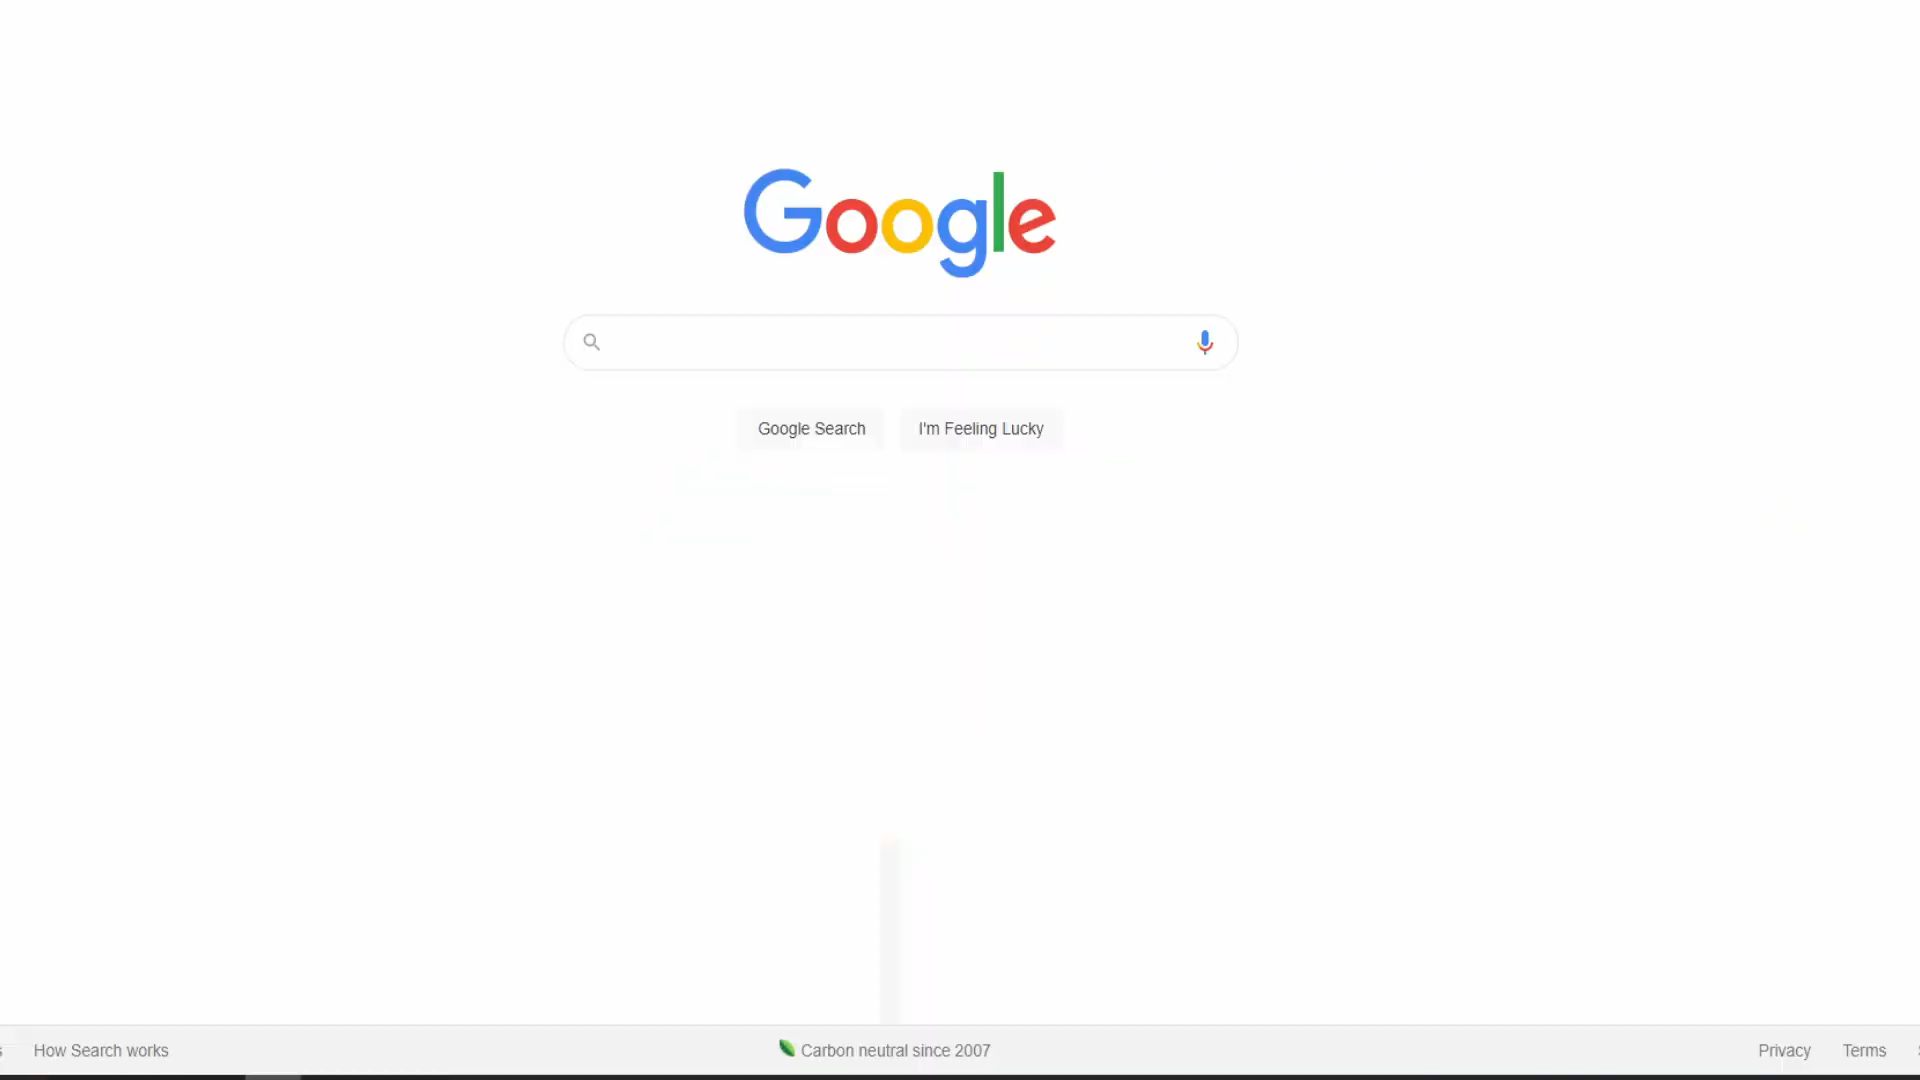 Google
Google Search
I'm Feeling Lucky
How Search works
Carbon neutral since 2007
Privacy
Terms